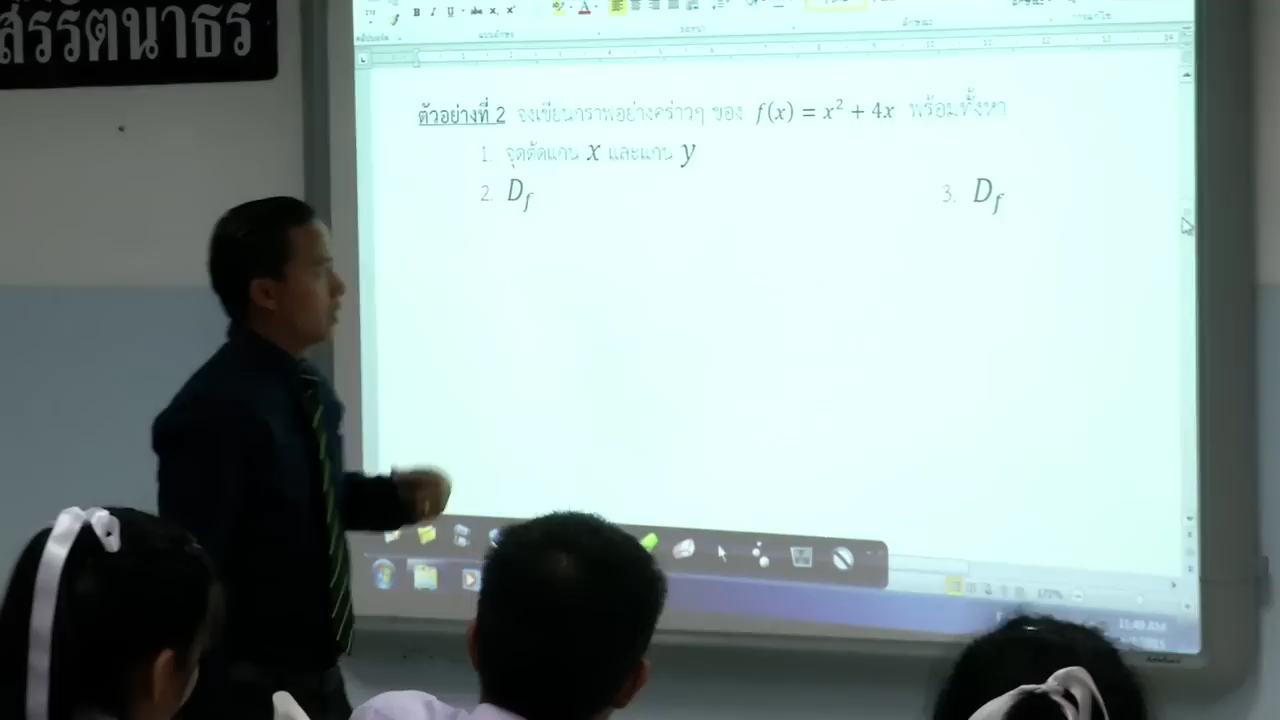 สรรัตนาธร
ตัวอย่างที่ 2 จงเขียนกราฟอย่างคร่าวๆ ของ f(x) = x² + 4x พร้อมทั้งหา
1. จุดตัดแกน x และแกน y
2. D_f 3. D_f
11:49 AM